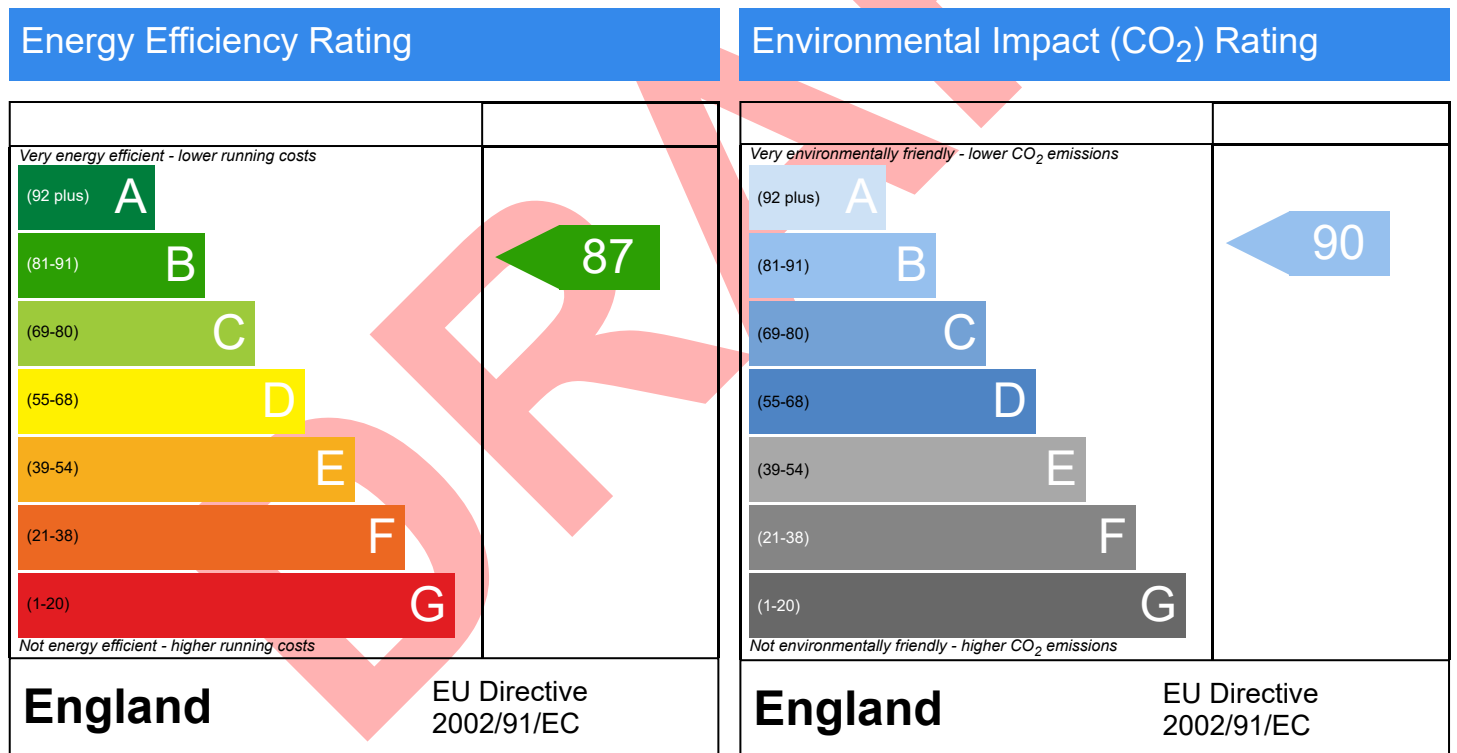 Energy Efficiency Rating
Very energy efficient - lower running costs
(92 plus) A
(81-91) B
87
(69-80) C
(55-68) D
(39-54) E
(21-38) F
(1-20) G
Not energy efficient - higher running costs
England
EU Directive
2002/91/EC
Environmental Impact (CO₂) Rating
Very environmentally friendly - lower CO₂ emissions
(92 plus) A
(81-91) B
90
(69-80) C
(55-68) D
(39-54) E
(21-38) F
(1-20) G
Not environmentally friendly - higher CO₂ emissions
England
EU Directive
2002/91/EC